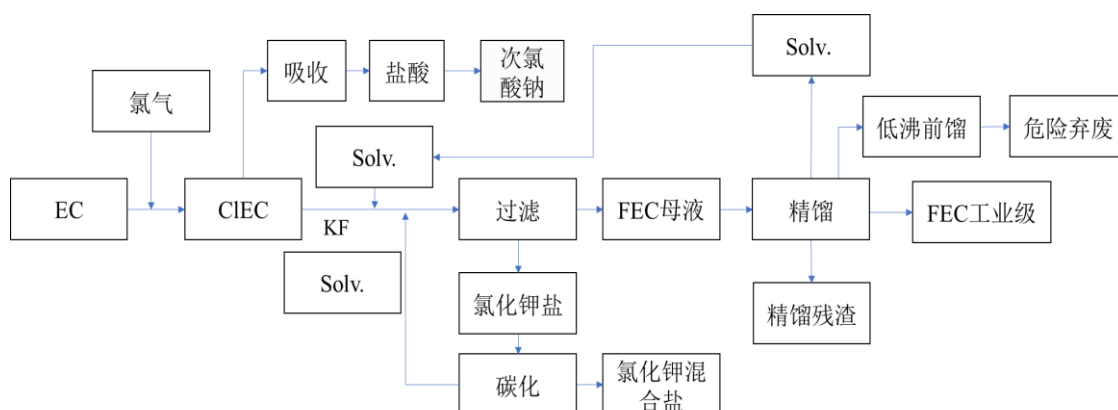 Solv.
次氯
酸钠
吸收
盐酸
氯气
低沸前馏
危险弃废
Solv.
EC
ClEC
过滤
FEC母液
精馏
FEC工业级
KF
Solv.
氯化钾盐
精馏残渣
碳化
氯化钾混
合盐